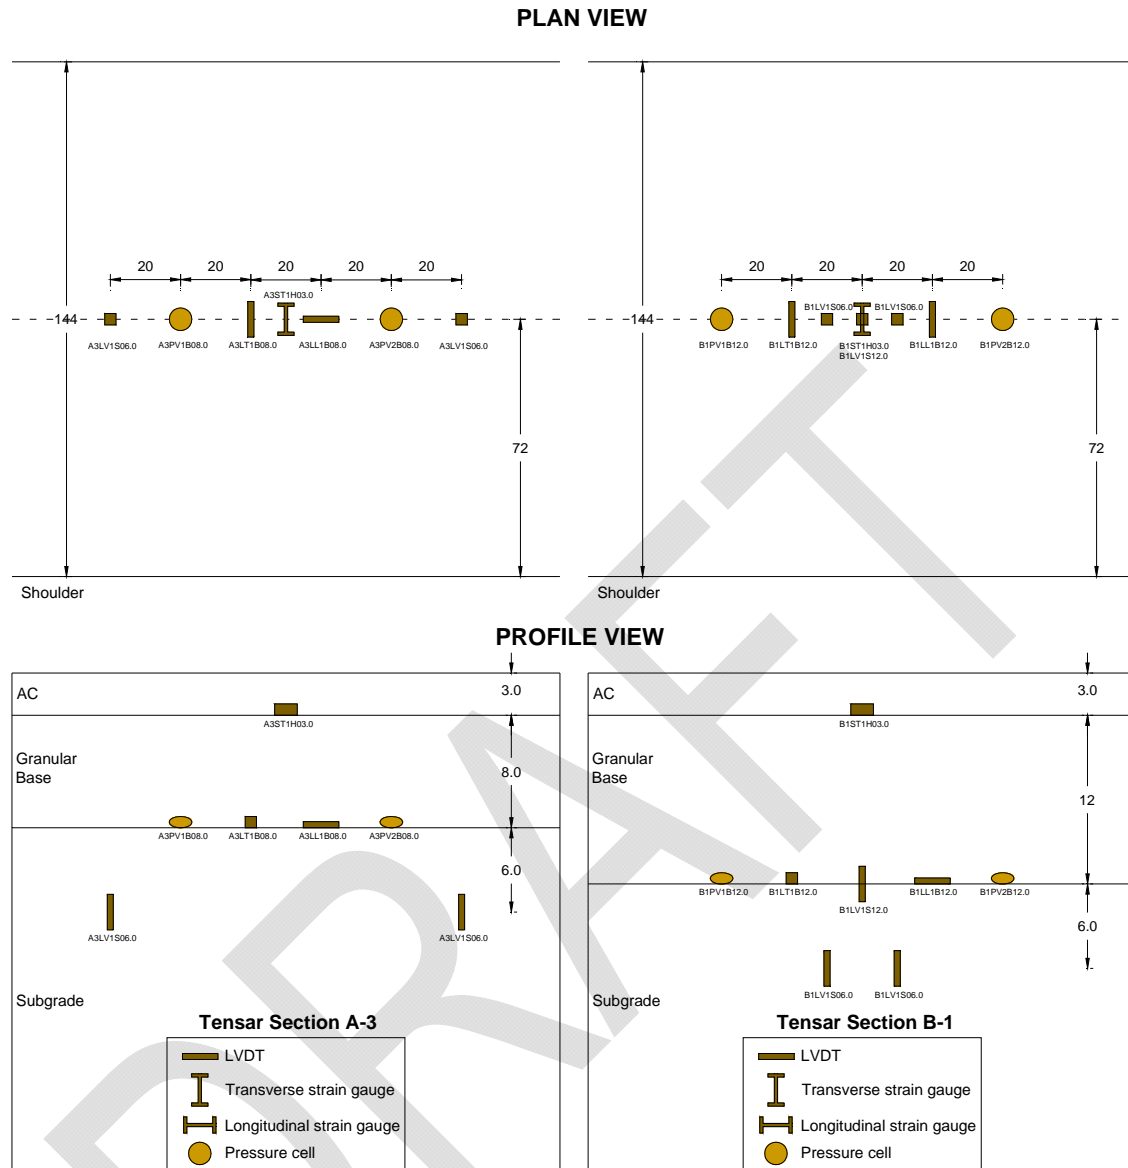 PLAN VIEW
20 20 20 20 20
A3ST1H03.0
144
A3LV1S06.0 A3PV1B08.0 A3LT1B08.0 A3LL1B08.0 A3PV2B08.0 A3LV1S06.0
72
Shoulder
20 20 20 20
B1LV1S06.0 B1LV1S06.0
144
B1PV1B12.0 B1LT1B12.0 B1ST1H03.0 B1LL1B12.0 B1PV2B12.0
B1LV1S12.0
72
Shoulder
PROFILE VIEW
AC
3.0
A3ST1H03.0
Granular
Base
8.0
A3PV1B08.0 A3LT1B08.0 A3LL1B08.0 A3PV2B08.0
6.0
A3LV1S06.0 A3LV1S06.0
Subgrade
Tensar Section A-3
LVDT
Transverse strain gauge
Longitudinal strain gauge
Pressure cell
AC
3.0
B1ST1H03.0
Granular
Base
12
B1PV1B12.0 B1LT1B12.0 B1LL1B12.0 B1PV2B12.0
B1LV1S12.0
6.0
B1LV1S06.0 B1LV1S06.0
Subgrade
Tensar Section B-1
LVDT
Transverse strain gauge
Longitudinal strain gauge
Pressure cell
DRAFT